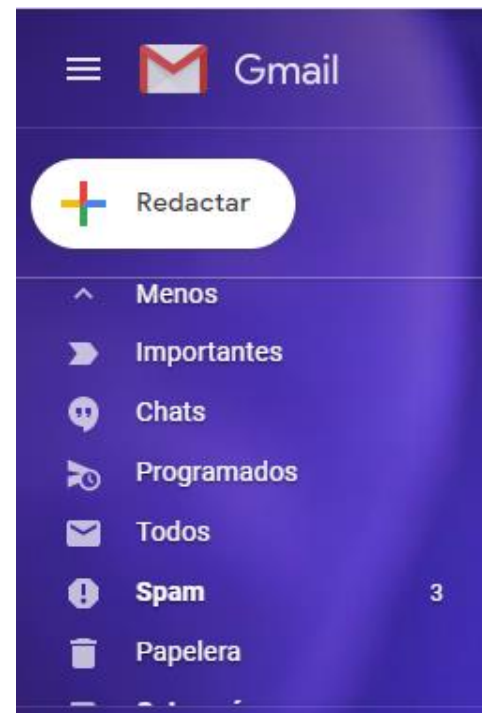 Gmail
Redactar
Menos
Importantes
Chats
Programados
Todos
Spam 3
Papelera